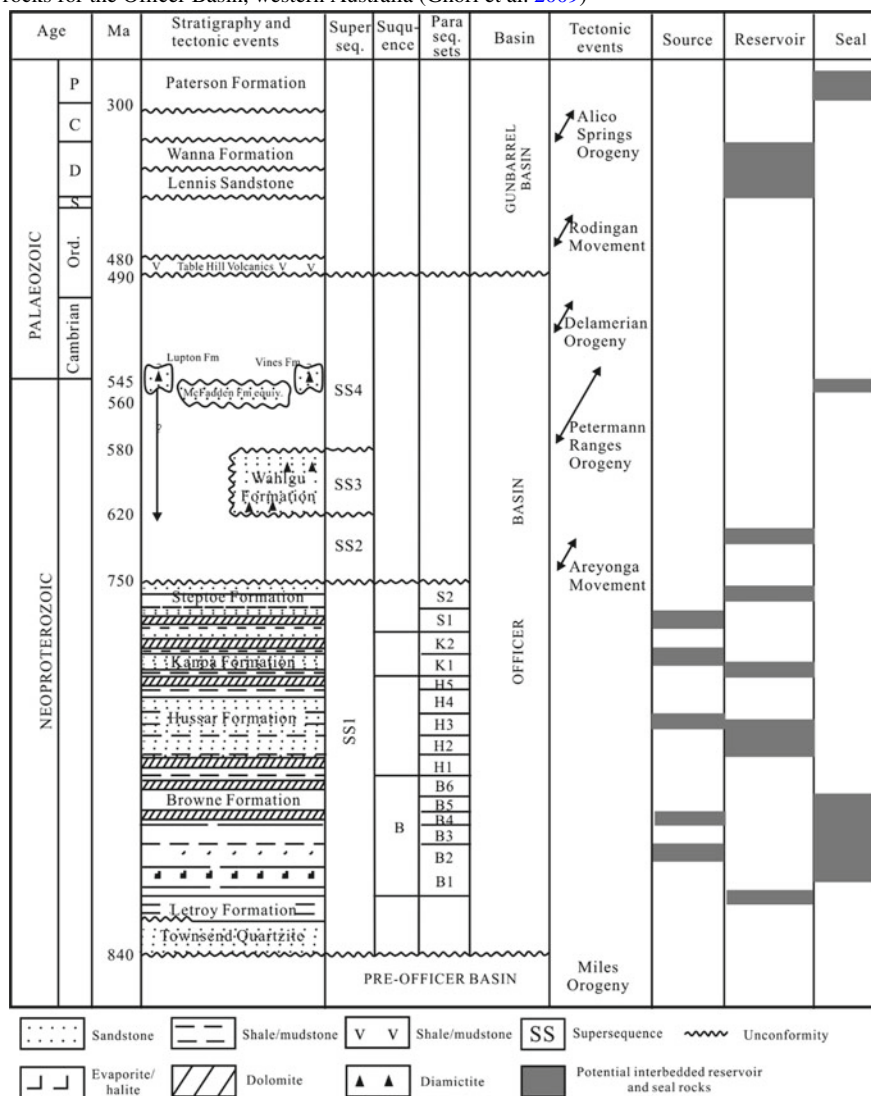 rocks for the Officer Basin, western Australia (Ghori et al. 2009)
Age Ma Stratigraphy and tectonic events Super seq. Suqu-ence Para seq. sets Basin Tectonic events Source Reservoir Seal
PALAEOZOIC
NEOPROTEROZOIC
P
C
D
S
Ord.
Cambrian
300
480
490
545
560
580
620
750
840
Paterson Formation
Wanna Formation
Lennis Sandstone
V Table Hill Volcanics V V
Lupton Fm
Vines Fm
McFadden Fm equiv.
?
Wahlgu
Formation
Steptoe Formation
Kanpa Formation
Hussar Formation
Browne Formation
Letroy Formation
Townsend Quartzite
SS4
SS3
SS2
SS1
B
S2
S1
K2
K1
H5
H4
H3
H2
H1
B6
B5
B4
B3
B2
B1
GUNBARREL
BASIN
OFFICER BASIN
PRE-OFFICER BASIN
Alico
Springs
Orogeny
Rodingan
Movement
Delamerian
Orogeny
Petermann
Ranges
Orogeny
Areyonga
Movement
Miles
Orogeny
Sandstone
Shale/mudstone
V V Shale/mudstone
SS Supersequence
Unconformity
Evaporite/
halite
Dolomite
Diamictite
Potential interbedded reservoir
and seal rocks